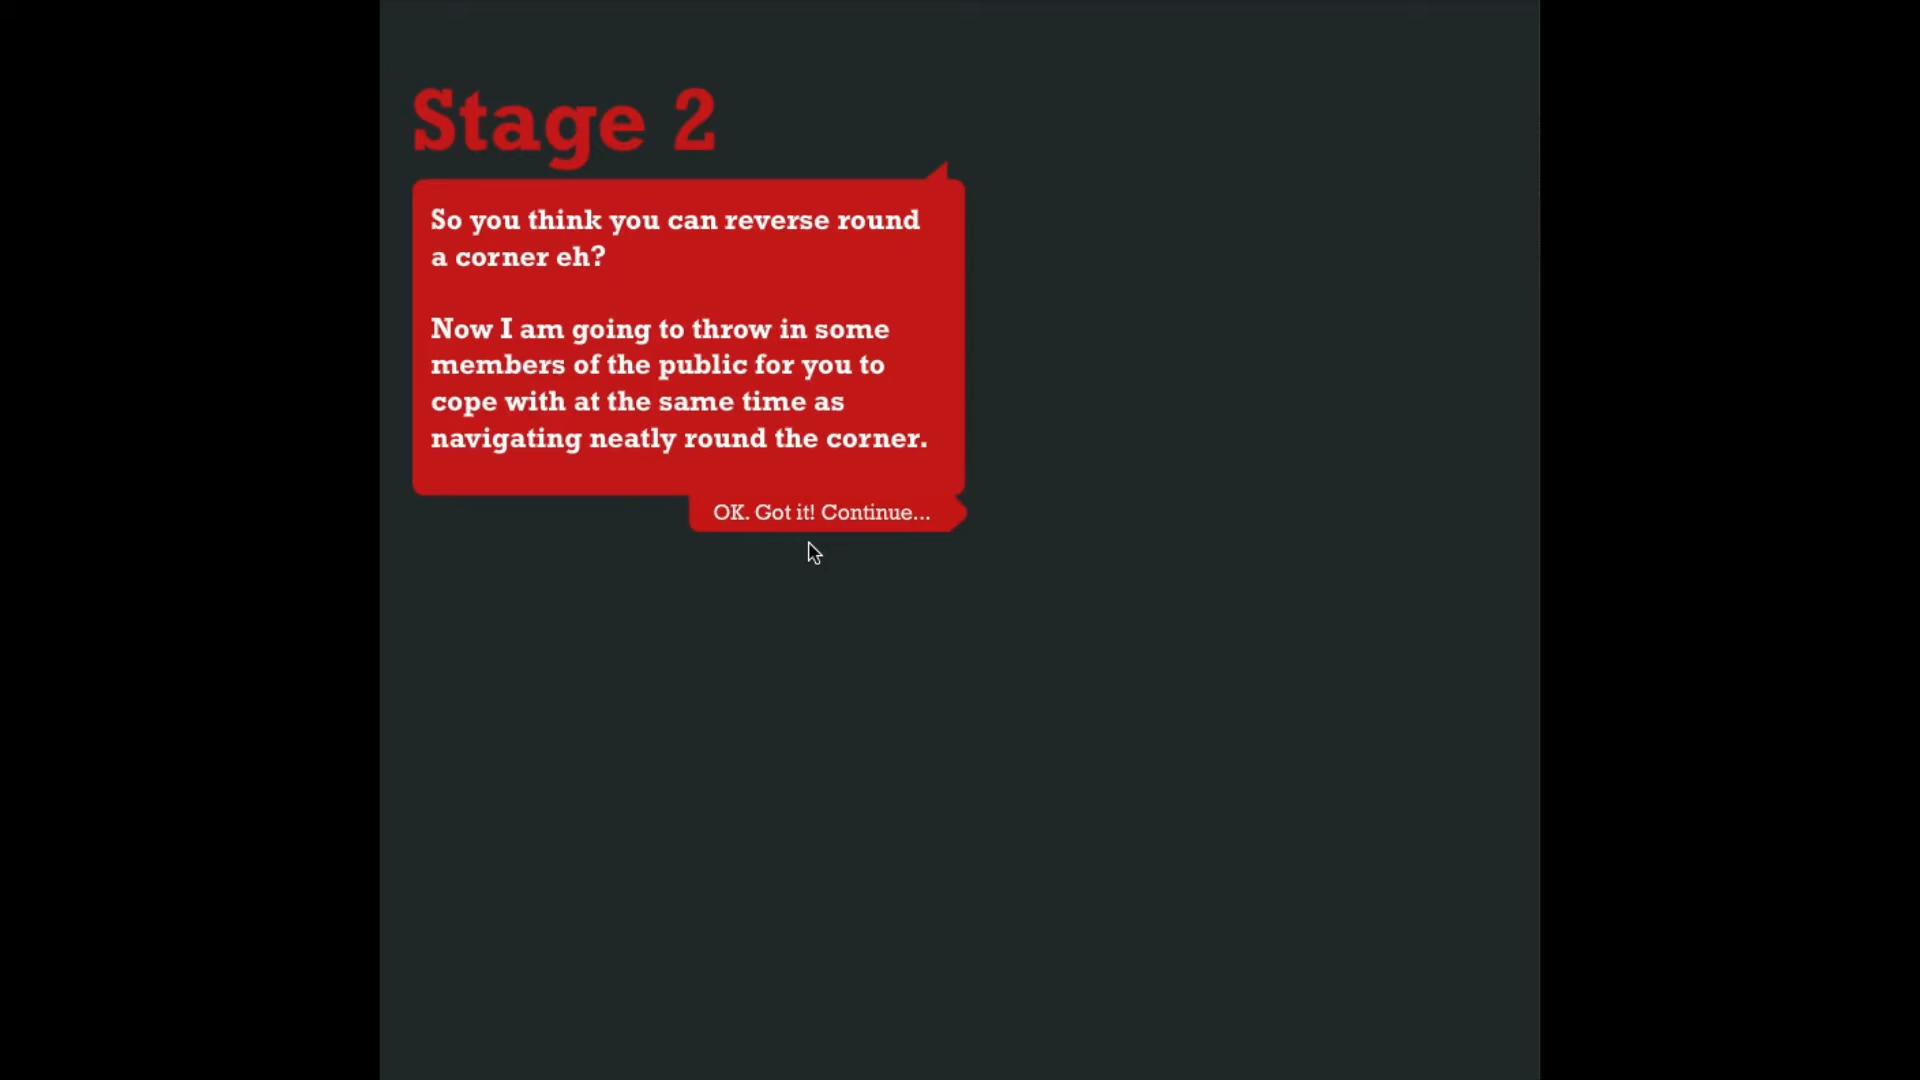 Stage 2
So you think you can reverse round
a corner eh?
Now I am going to throw in some
members of the public for you to
cope with at the same time as
navigating neatly round the corner.
OK. Got it! Continue...